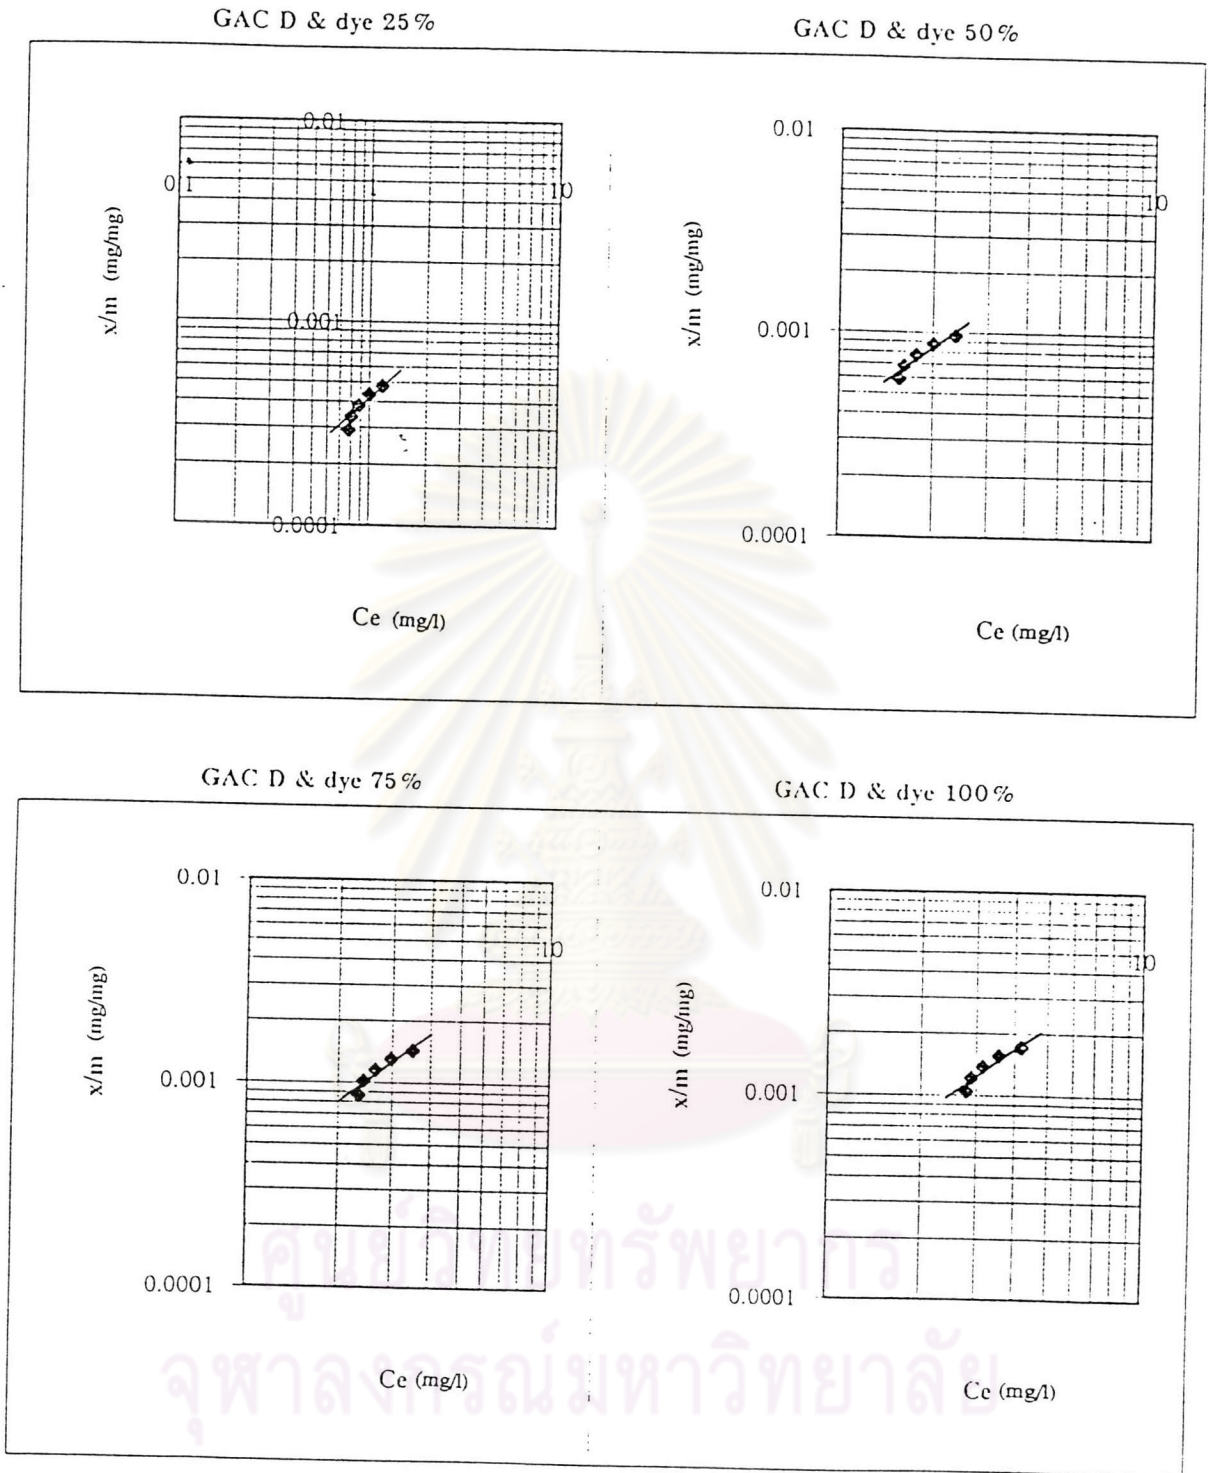 GAC D & dye 25%
GAC D & dye 50%
0.01
0.1
1
10
0.001
0.0001
x/m (mg/mg)
Ce (mg/l)
0.01
10
0.001
0.0001
x/m (mg/mg)
Ce (mg/l)
GAC D & dye 75%
GAC D & dye 100%
0.01
10
0.001
0.0001
x/m (mg/mg)
Ce (mg/l)
0.01
10
0.001
0.0001
x/m (mg/mg)
Ce (mg/l)
ศูนย์วิทยทรัพยากร
จุฬาลงกรณ์มหาวิทยาลัย